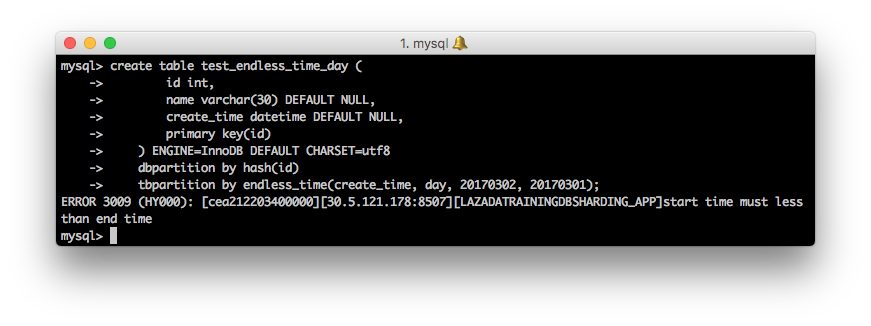 1. mysql 🔔
mysql> create table test_endless_time_day (
    ->         id int,
    ->         name varchar(30) DEFAULT NULL,
    ->         create_time datetime DEFAULT NULL,
    ->         primary key(id)
    ->     ) ENGINE=InnoDB DEFAULT CHARSET=utf8
    ->     dbpartition by hash(id)
    ->     tbpartition by endless_time(create_time, day, 20170302, 20170301);
ERROR 3009 (HY000): [cea212203400000][30.5.121.178:8507][LAZADATRAININGDBSHARDING_APP]start time must less
than end time
mysql>